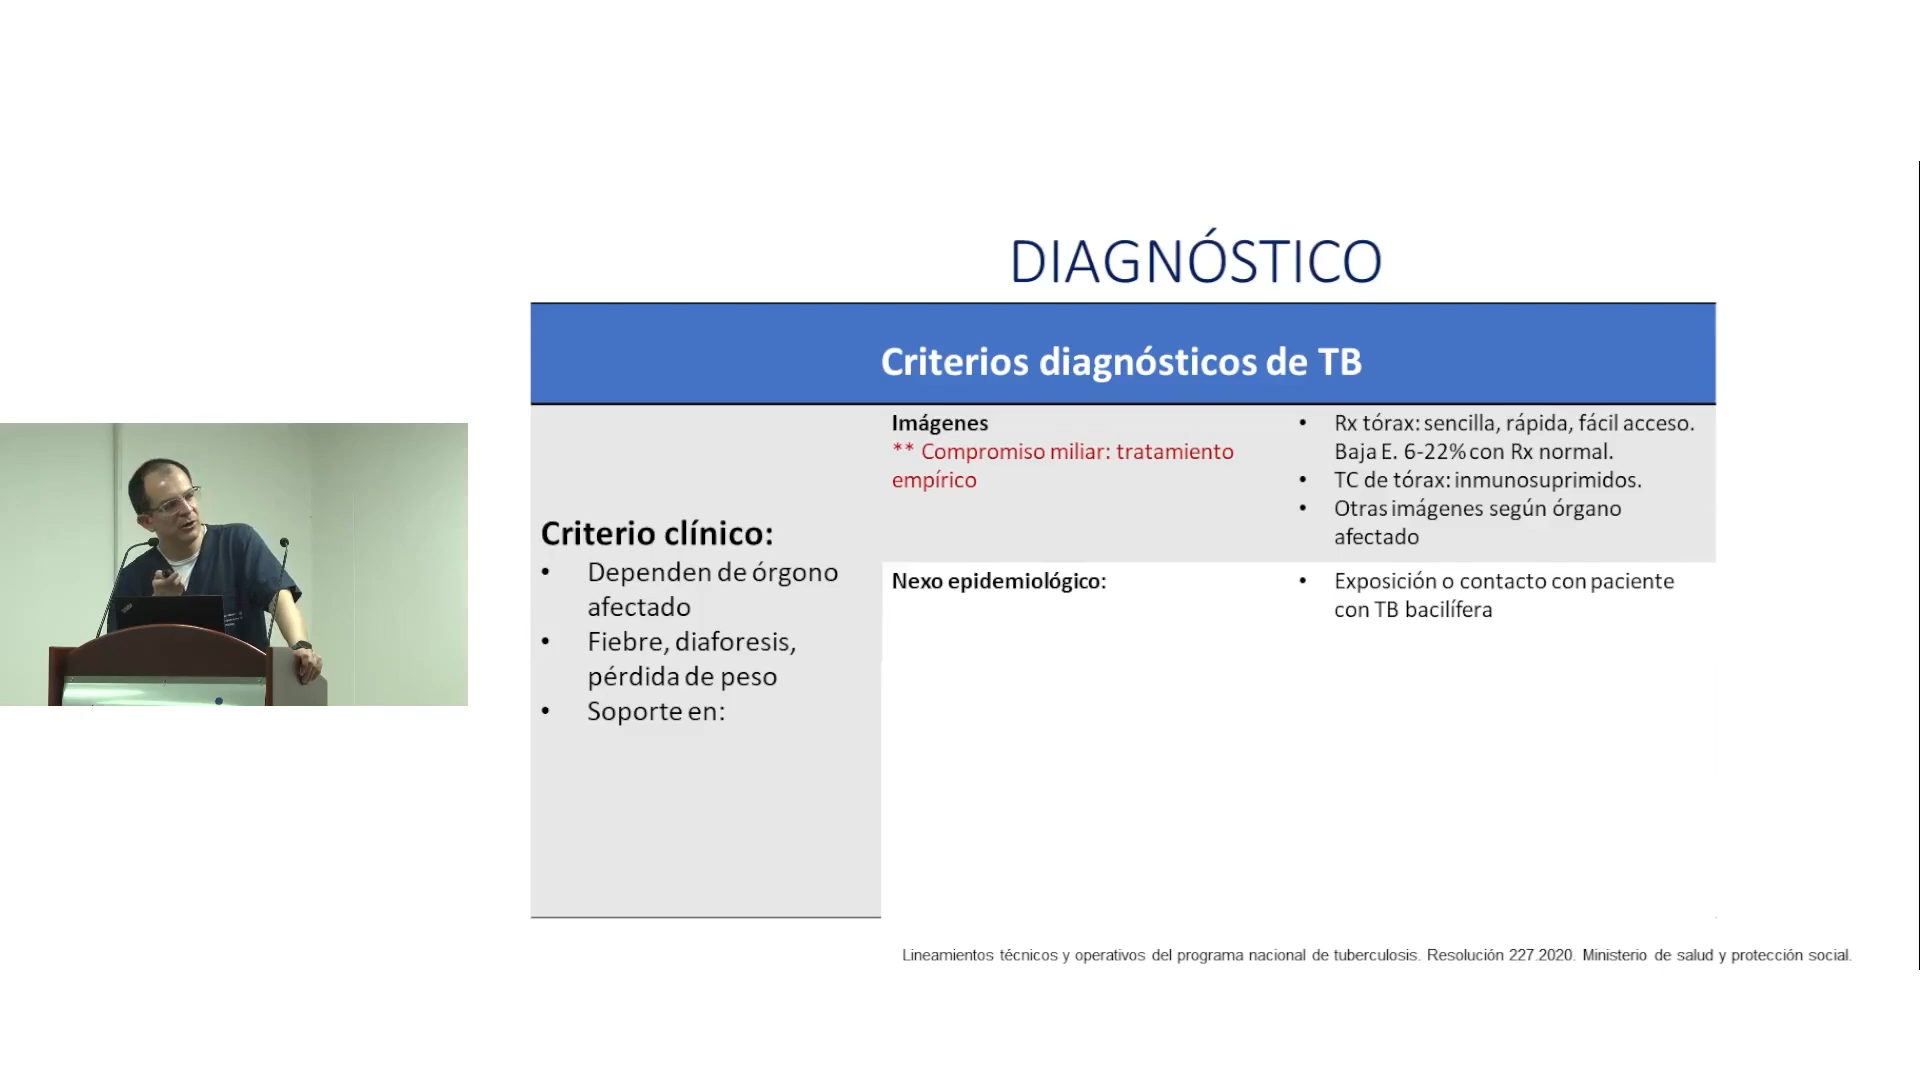 DIAGNÓSTICO
Criterios diagnósticos de TB
Criterio clínico:
• Dependen de órgono
afectado
• Fiebre, diaforesis,
pérdida de peso
• Soporte en:
Imágenes
** Compromiso miliar: tratamiento
empírico
• Rx tórax: sencilla, rápida, fácil acceso.
Baja E. 6-22% con Rx normal.
• TC de tórax: inmunosuprimidos.
• Otras imágenes según órgano
afectado
Nexo epidemiológico:
• Exposición o contacto con paciente
con TB bacilífera
Lineamientos técnicos y operativos del programa nacional de tuberculosis. Resolución 227.2020. Ministerio de salud y protección social.